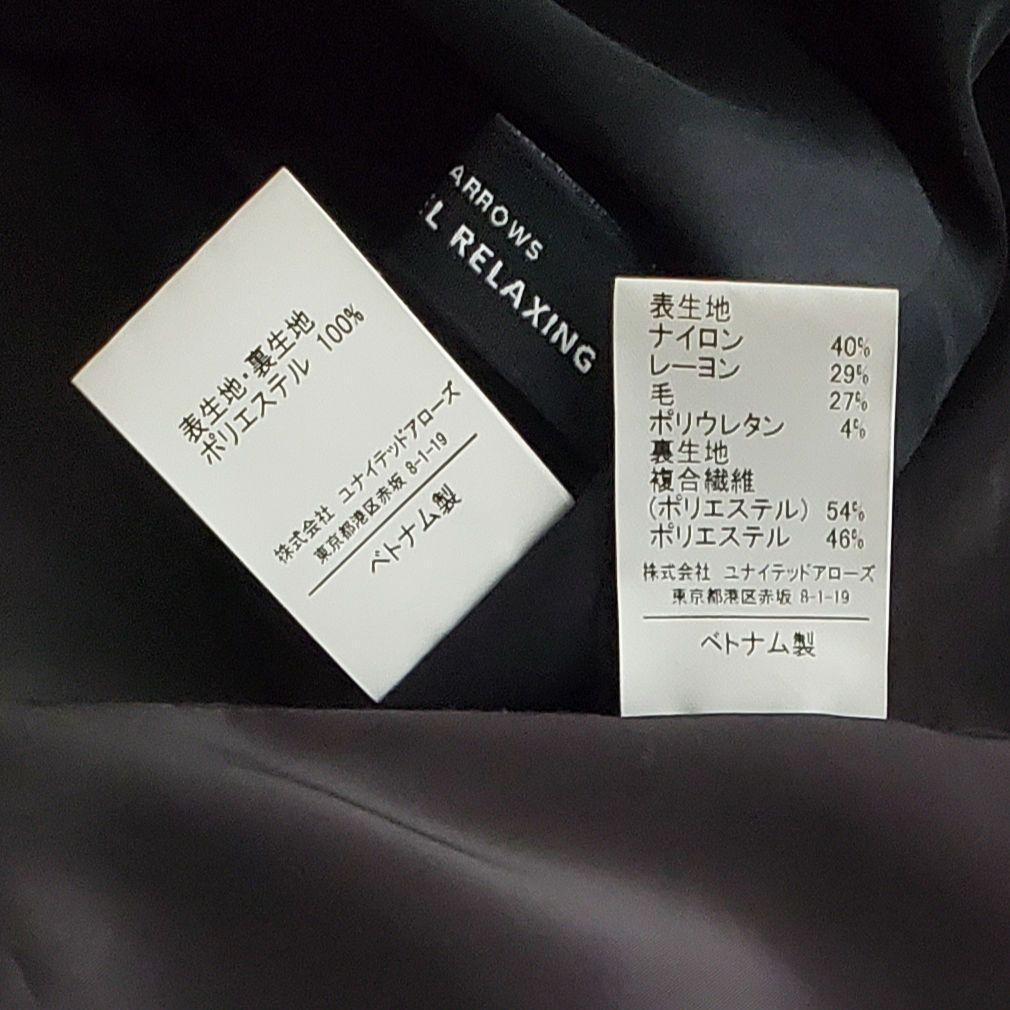 ARROWS
L RELAXING
表生地・裏生地
ポリエステル 100%
株式会社 ユナイテッドアローズ
東京都港区赤坂 8-1-19
ベトナム製
表生地
ナイロン 40%
レーヨン 29%
毛 27%
ポリウレタン 4%
裏生地
複合繊維
(ポリエステル) 54%
ポリエステル 46%
株式会社 ユナイテッドアローズ
東京都港区赤坂 8-1-19
ベトナム製